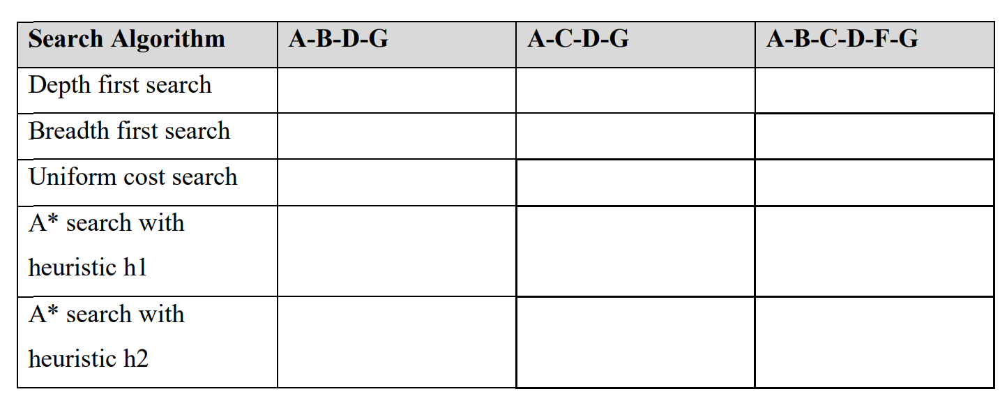 Search Algorithm A-B-D-G A-C-D-G A-B-C-D-F-G
Depth first search
Breadth first search
Uniform cost search
A* search with
heuristic h1
A* search with
heuristic h2